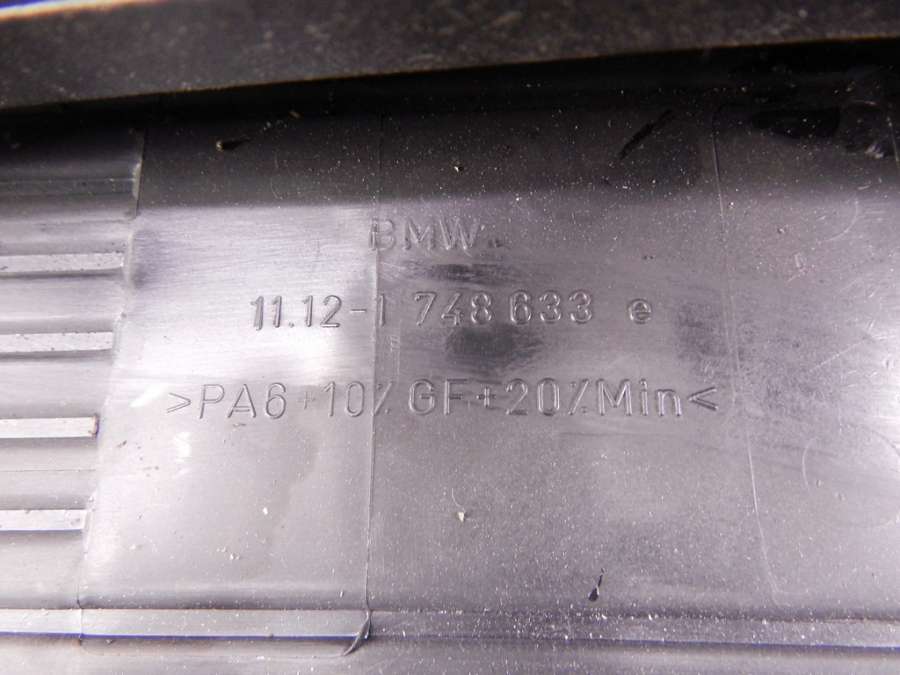 BMW
11.12-1 748 633 e
>PA6+10% GF+20%Min<